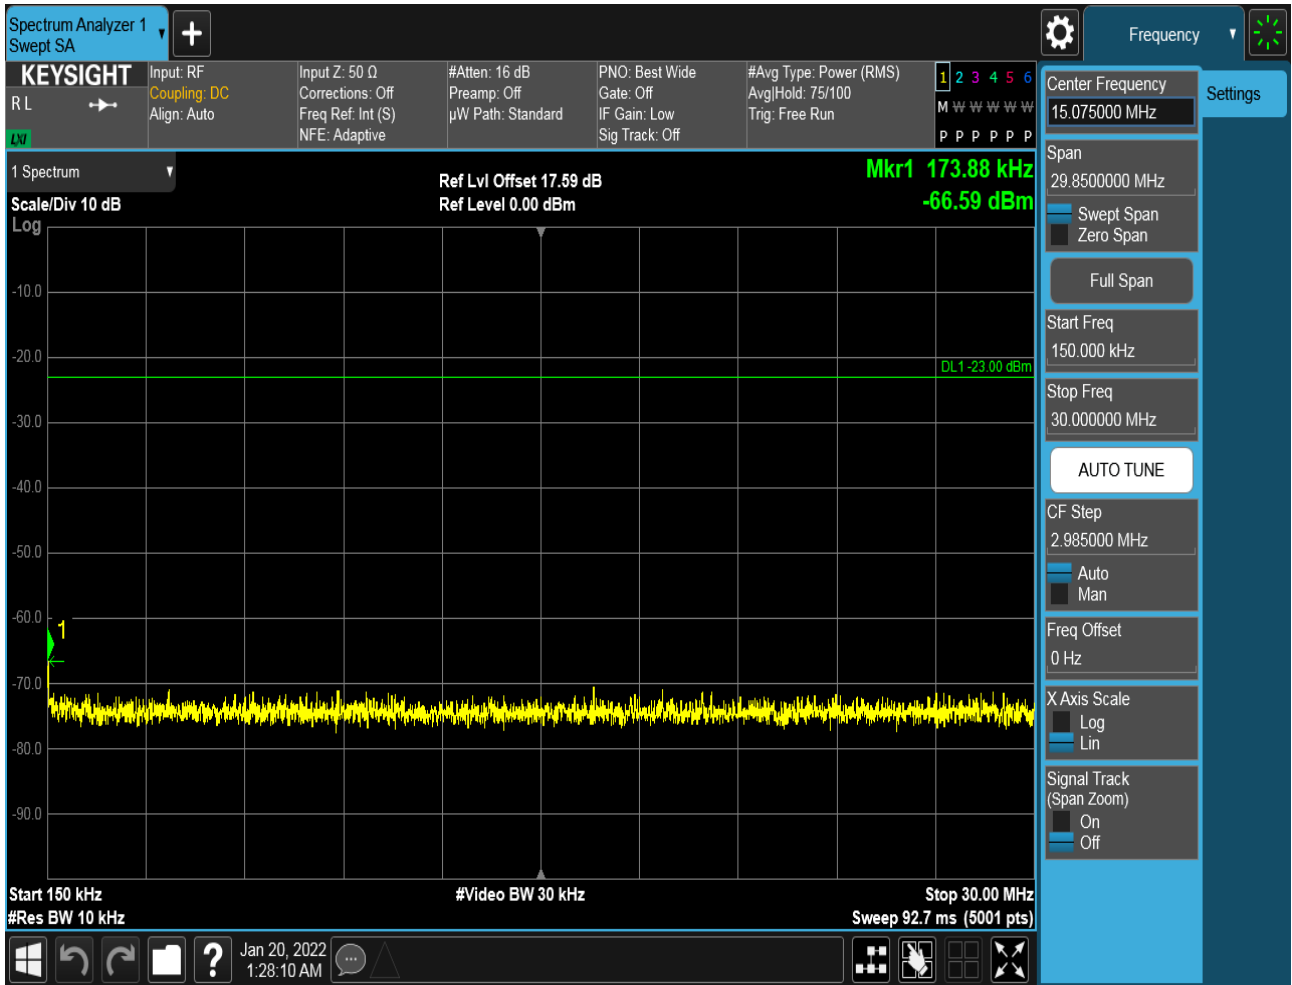 Spectrum Analyzer 1
Swept SA
Frequency
KEYSIGHT
R L
LXI
Input: RF
Coupling: DC
Align: Auto
Input Z: 50 Ω
Corrections: Off
Freq Ref: Int (S)
NFE: Adaptive
#Atten: 16 dB
Preamp: Off
µW Path: Standard
PNO: Best Wide
Gate: Off
IF Gain: Low
Sig Track: Off
#Avg Type: Power (RMS)
Avg|Hold: 75/100
Trig: Free Run
1 2 3 4 5 6
M W W W W W
P P P P P P
1 Spectrum
Scale/Div 10 dB
Log
Ref Lvl Offset 17.59 dB
Ref Level 0.00 dBm
Mkr1 173.88 kHz
-66.59 dBm
-10.0
-20.0
DL1 -23.00 dBm
-30.0
-40.0
-50.0
-60.0
1
-70.0
-80.0
-90.0
Start 150 kHz
#Video BW 30 kHz
Stop 30.00 MHz
#Res BW 10 kHz
Sweep 92.7 ms (5001 pts)
?
Jan 20, 2022
1:28:10 AM
Center Frequency
15.075000 MHz
Settings
Span
29.8500000 MHz
Swept Span
Zero Span
Full Span
Start Freq
150.000 kHz
Stop Freq
30.000000 MHz
AUTO TUNE
CF Step
2.985000 MHz
Auto
Man
Freq Offset
0 Hz
X Axis Scale
Log
Lin
Signal Track
(Span Zoom)
On
Off